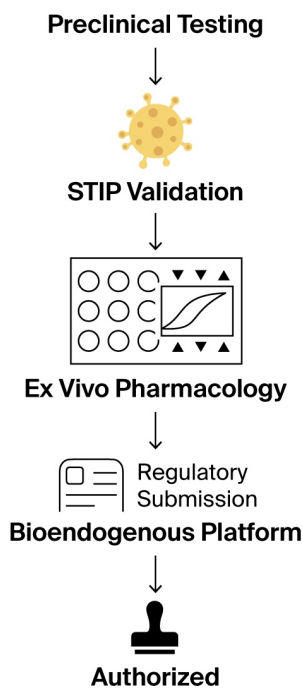 Preclinical Testing
STIP Validation
Ex Vivo Pharmacology
Regulatory
Submission
Bioendogenous Platform
Authorized